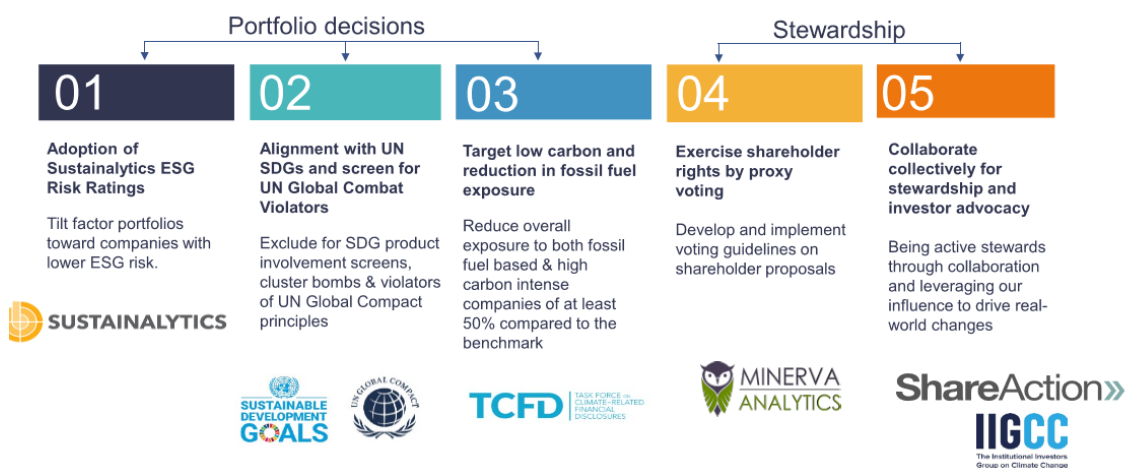 Portfolio decisions
Stewardship
01
Adoption of
Sustainalytics ESG
Risk Ratings
Tilt factor portfolios
toward companies with
lower ESG risk.
SUSTAINALYTICS
02
Alignment with UN
SDGs and screen for
UN Global Combat
Violators
Exclude for SDG product
involvement screens,
cluster bombs & violators
of UN Global Compact
principles
SUSTAINABLE
DEVELOPMENT
GOALS
UN GLOBAL COMPACT
03
Target low carbon and
reduction in fossil fuel
exposure
Reduce overall
exposure to both fossil
fuel based & high
carbon intense
companies of at least
50% compared to the
benchmark
TCFD
TASK FORCE ON
CLIMATE-RELATED
FINANCIAL
DISCLOSURES
04
Exercise shareholder
rights by proxy
voting
Develop and implement
voting guidelines on
shareholder proposals
MINERVA
ANALYTICS
05
Collaborate
collectively for
stewardship and
investor advocacy
Being active stewards
through collaboration
and leveraging our
influence to drive real-
world changes
ShareAction»
IIGCC
The Institutional Investors
Group on Climate Change